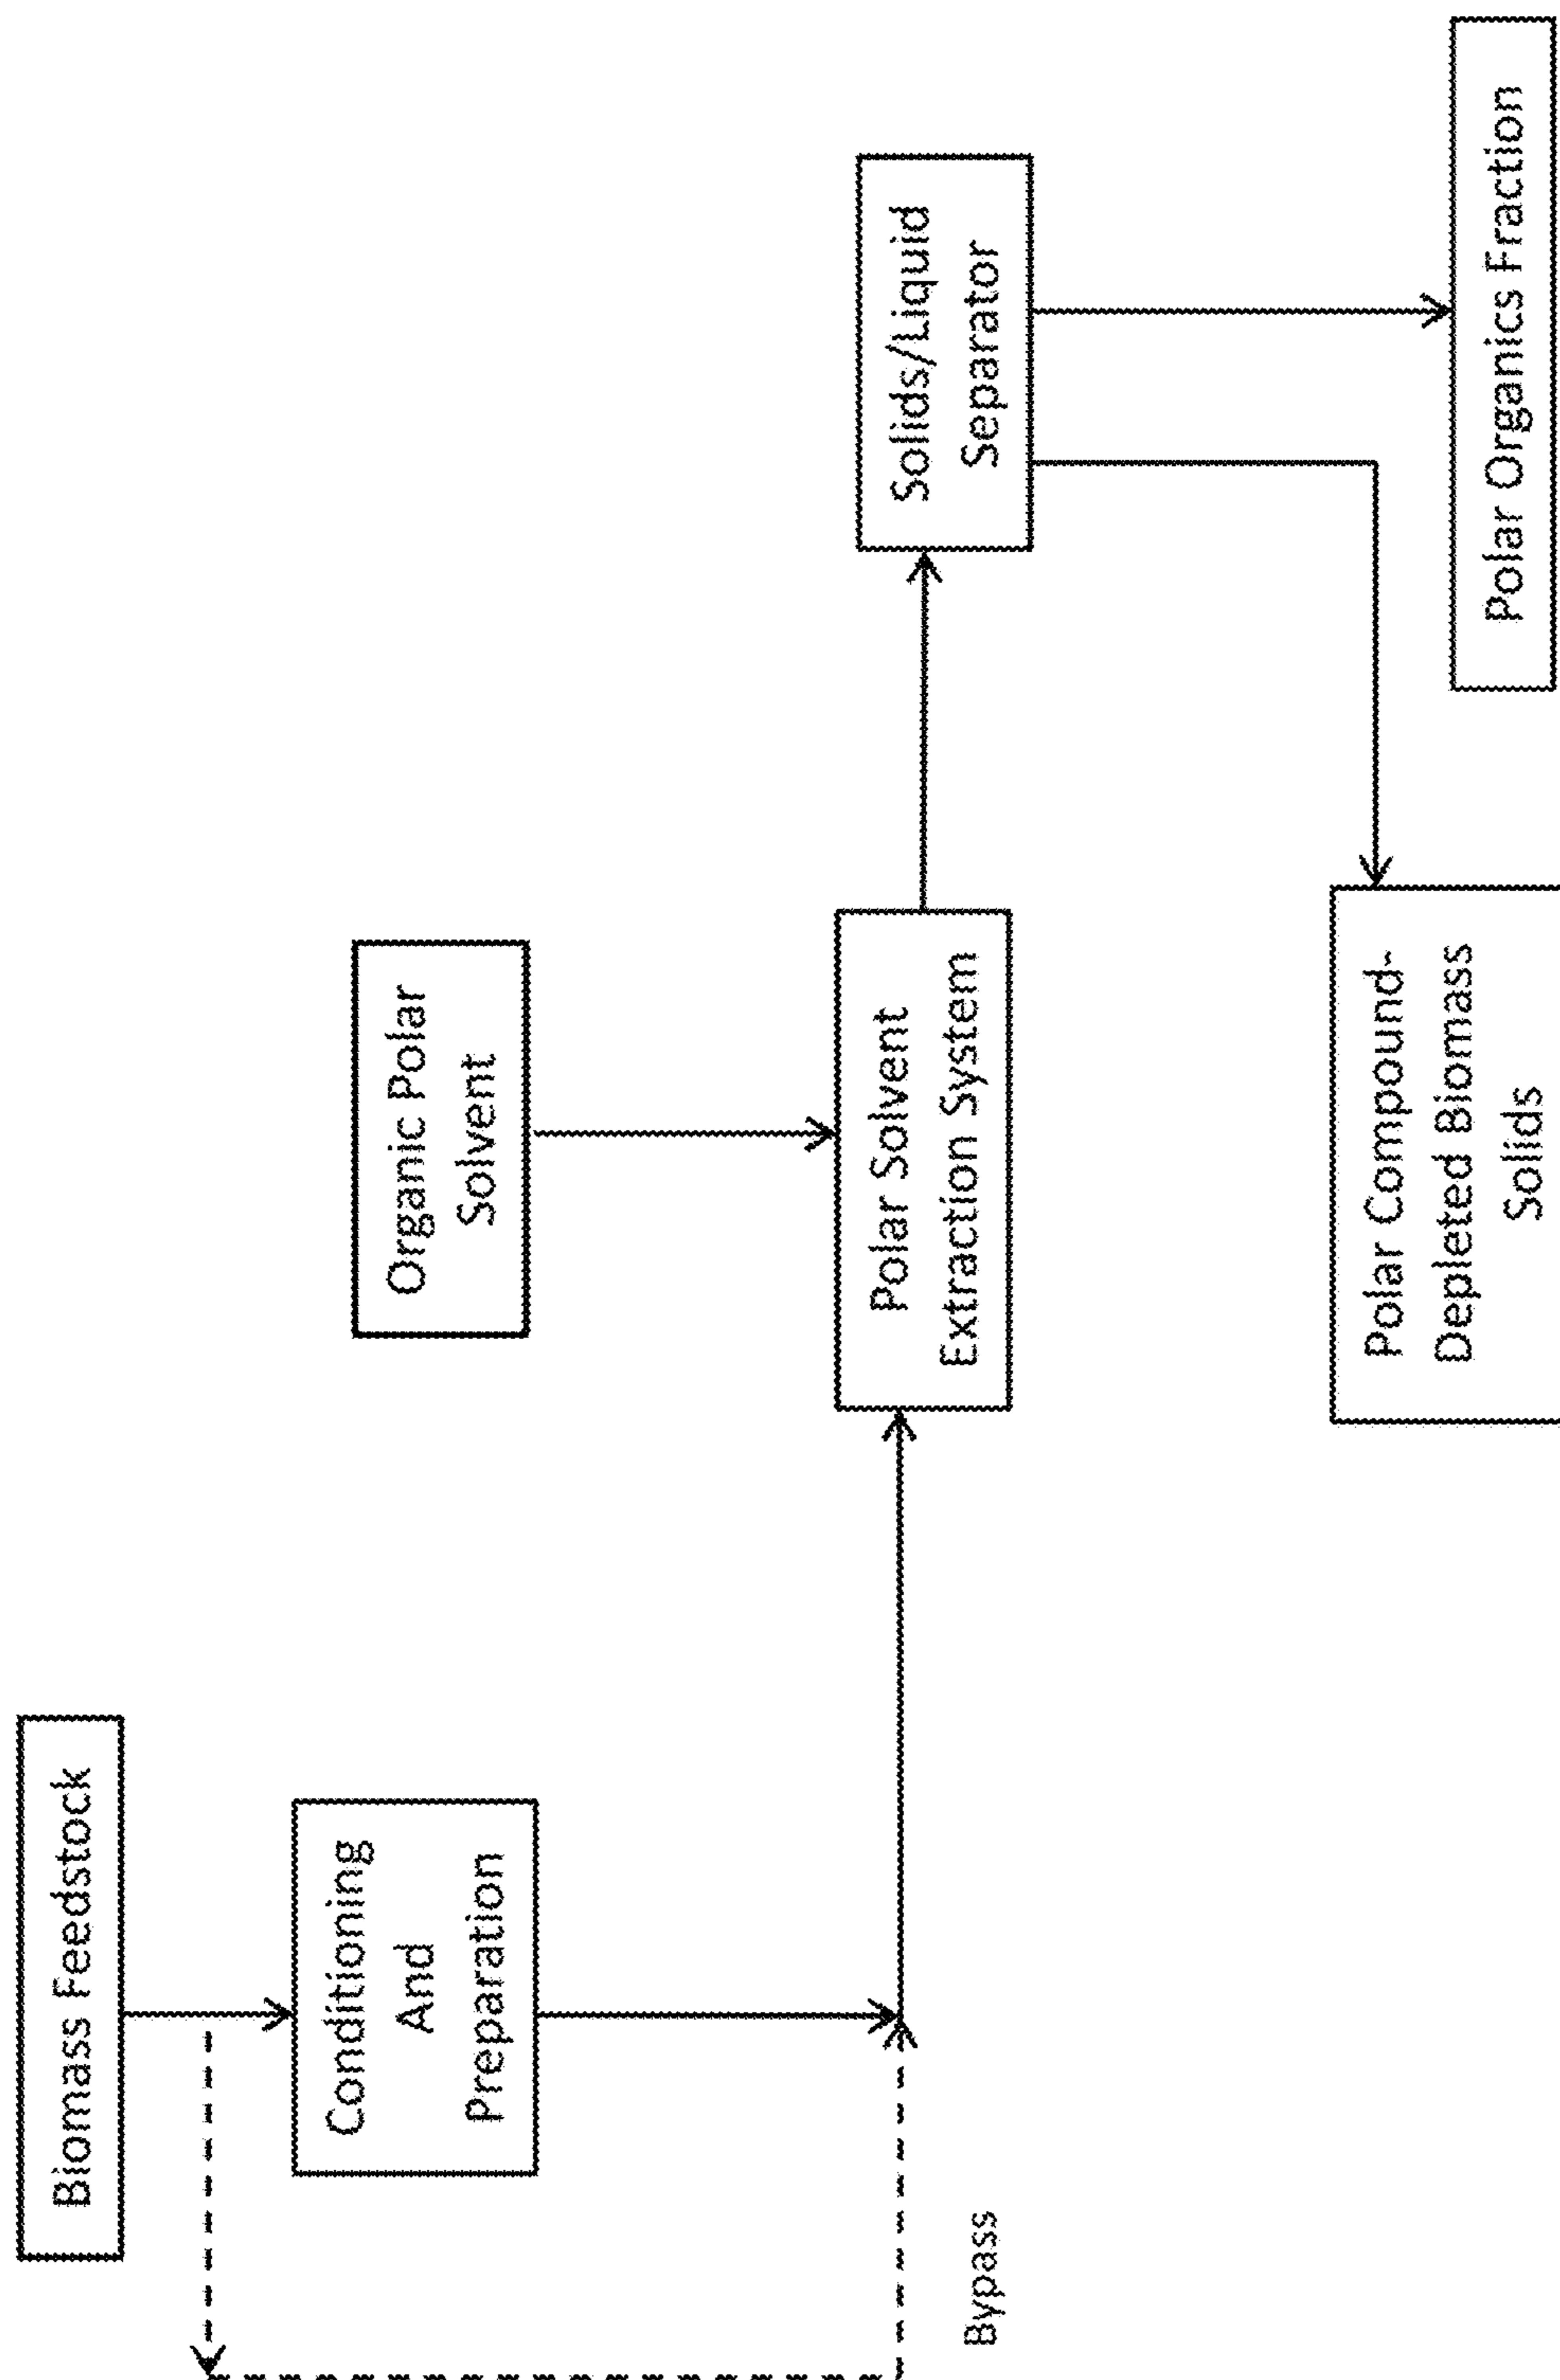 Biomass Feedstock
Conditioning
And
Preparation
Bypass
Organic Polar
Solvent
Polar Solvent
Extraction System
Solids/Liquid
Separator
Polar Compound-
Depleted Biomass
Solids
Polar Organics Fraction